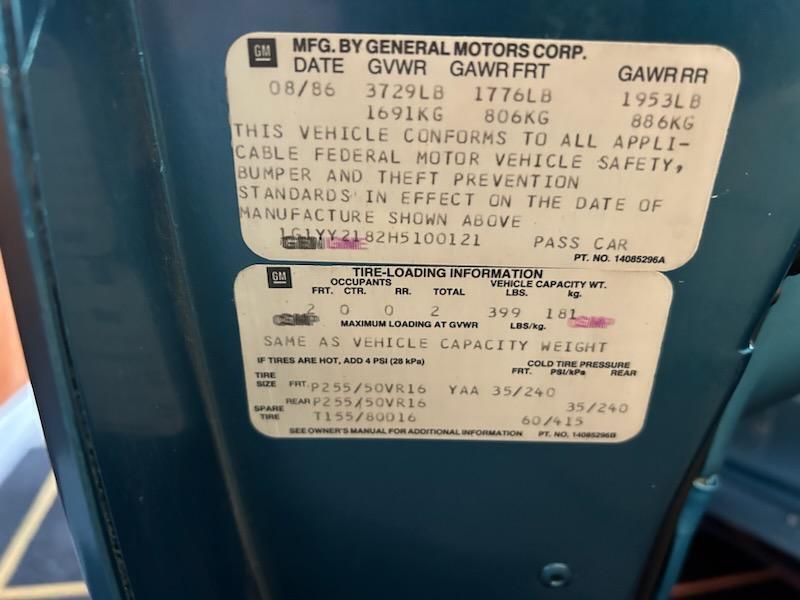 GM
MFG. BY GENERAL MOTORS CORP.
DATE GVWR GAWR FRT GAWR RR
08/86 3729LB 1776LB 1953LB
1691KG 806KG 886KG
THIS VEHICLE CONFORMS TO ALL APPLI-
CABLE FEDERAL MOTOR VEHICLE SAFETY,
BUMPER AND THEFT PREVENTION
STANDARDS IN EFFECT ON THE DATE OF
MANUFACTURE SHOWN ABOVE
1G1YY2182H5100121 PASS CAR
PT. NO. 14085296A
GM
TIRE-LOADING INFORMATION
OCCUPANTS VEHICLE CAPACITY WT.
FRT. CTR. RR. TOTAL LBS. kg.
2 0 0 2 399 181
MAXIMUM LOADING AT GVWR LBS/kg.
SAME AS VEHICLE CAPACITY WEIGHT
IF TIRES ARE HOT, ADD 4 PSI (28 kPa) COLD TIRE PRESSURE
FRT. PSI/kPa REAR
TIRE SIZE FRT P255/50VR16 YAA 35/240
REAR P255/50VR16 35/240
SPARE TIRE T155/80D16 60/415
SEE OWNER'S MANUAL FOR ADDITIONAL INFORMATION PT. NO. 14085296B